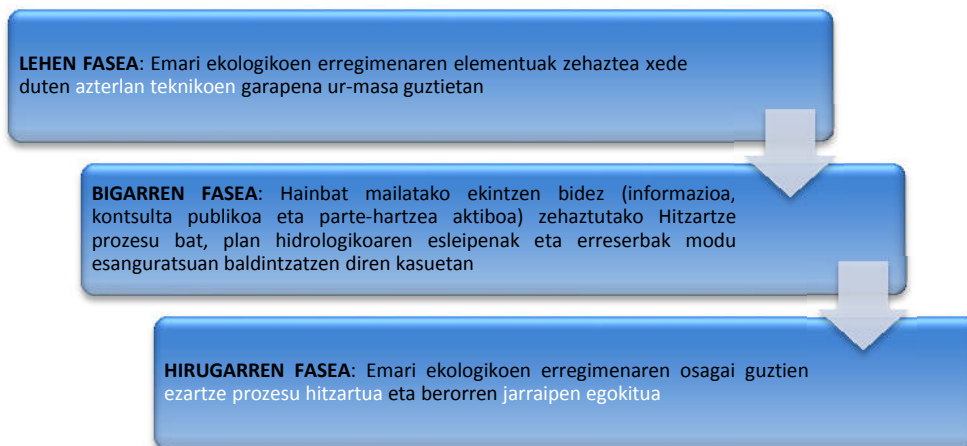 LEHEN FASEA: Emari ekologikoen erregimenaren elementuak zehaztea xede
duten azterlan teknikoen garapena ur-masa guztietan
BIGARREN FASEA: Hainbat mailatako ekintzen bidez (informazioa,
kontsulta publikoa eta parte-hartzea aktiboa) zehaztutako Hitzartze
prozesu bat, plan hidrologikoaren esleipenak eta erreserbak modu
esanguratsuan baldintzatzen diren kasuetan
HIRUGARREN FASEA: Emari ekologikoen erregimenaren osagai guztien
ezartze prozesu hitzartua eta berorren jarraipen egokitua